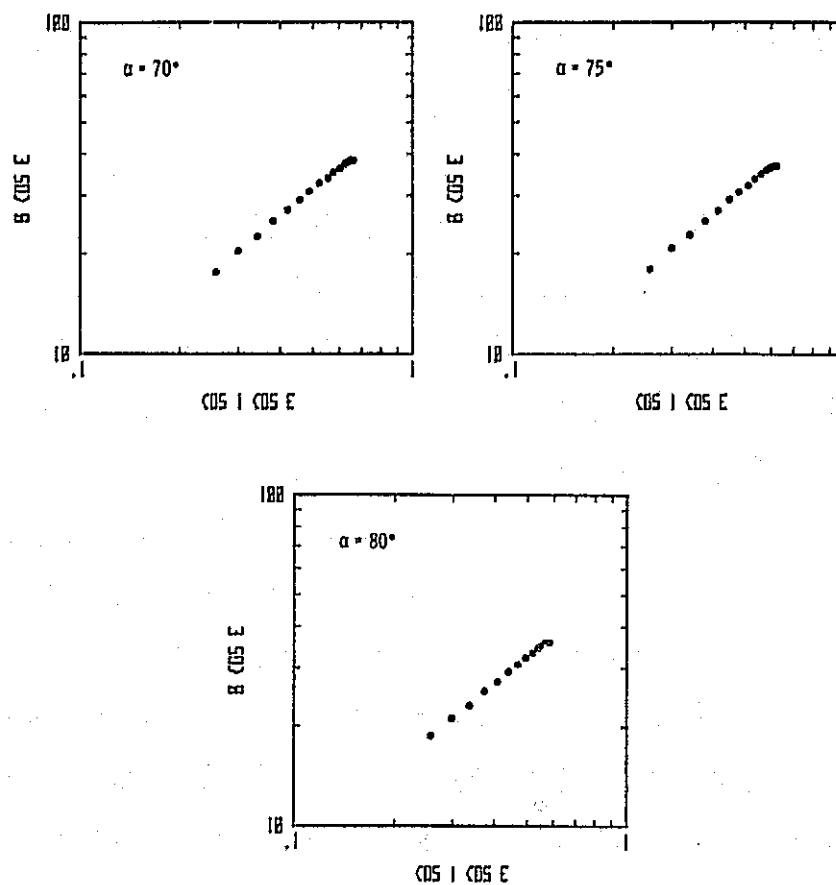 100
α = 70°
B COS E
10
.1
1
COS I COS E
100
α = 75°
B COS E
10
.1
COS I COS E
100
α = 80°
B COS E
10
.1
1
COS I COS E